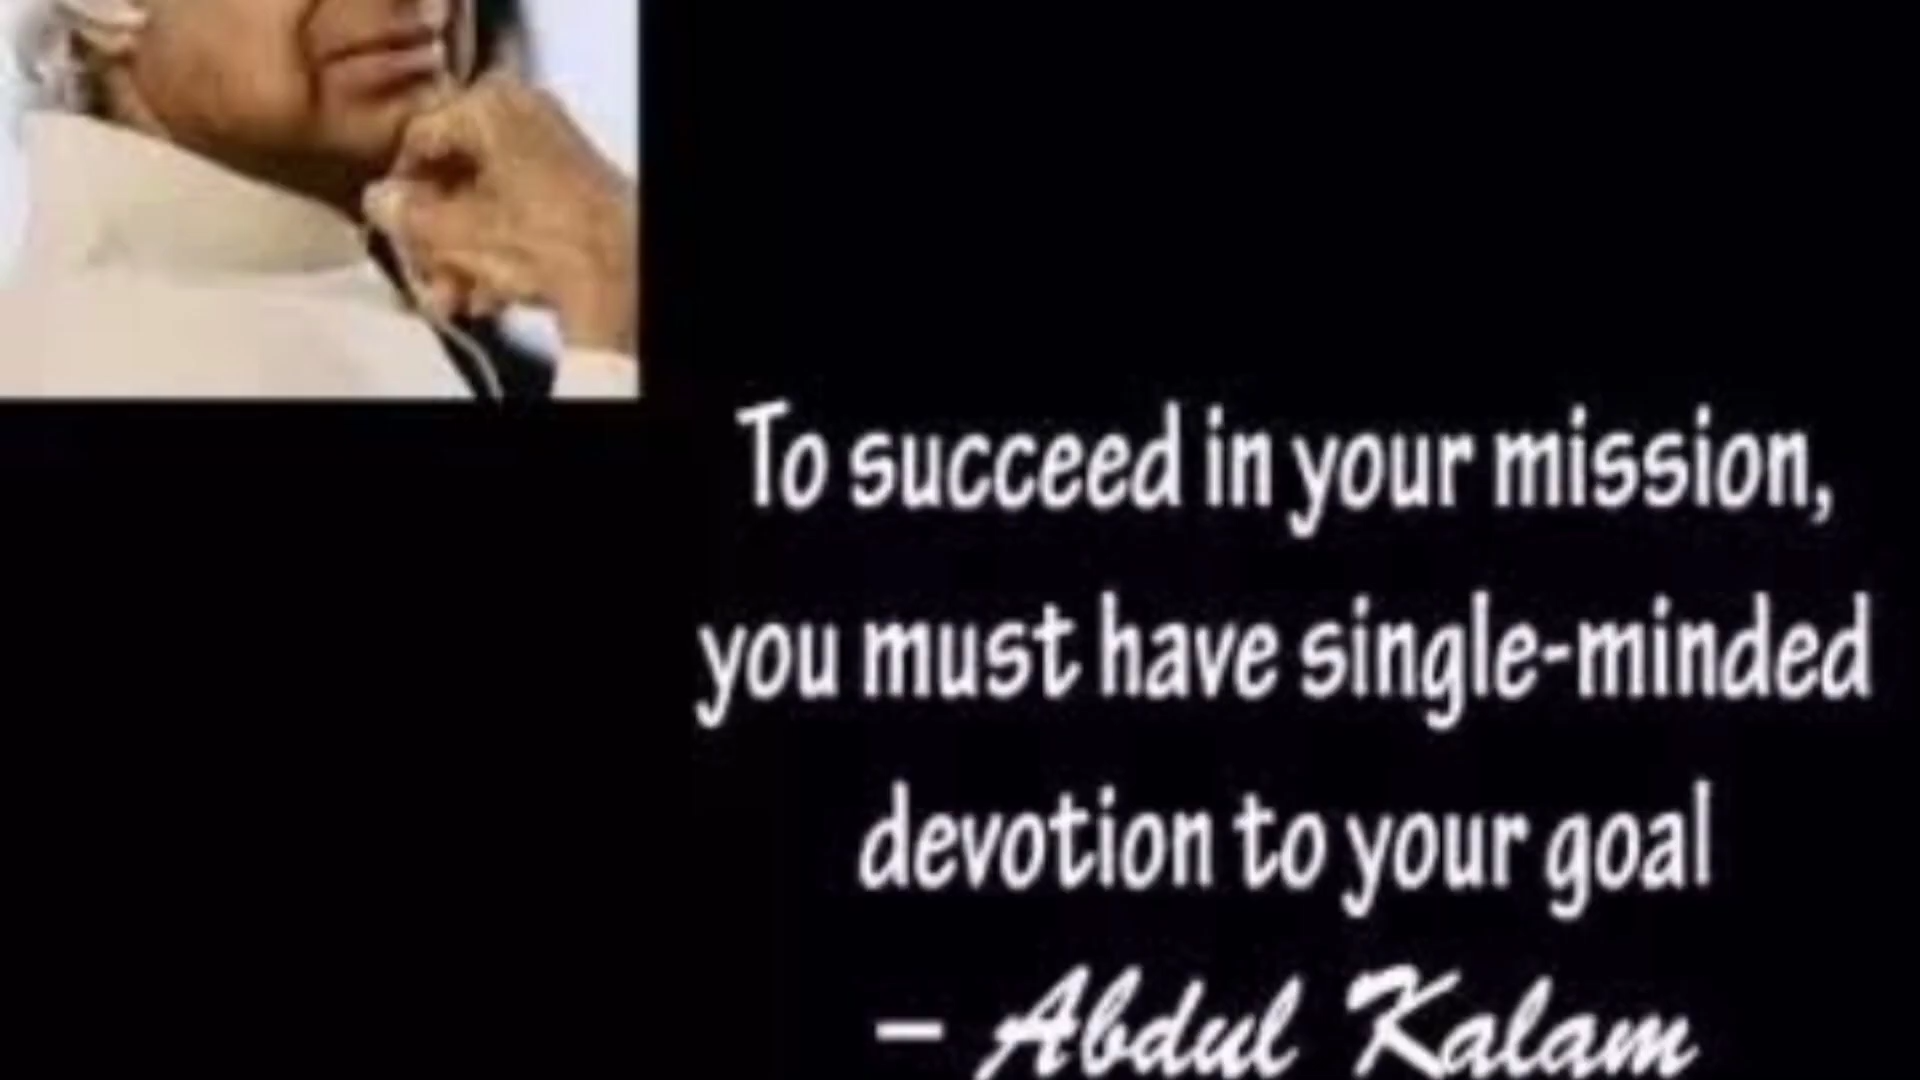 To succeed in your mission,
you must have single-minded
devotion to your goal
– Abdul Kalam